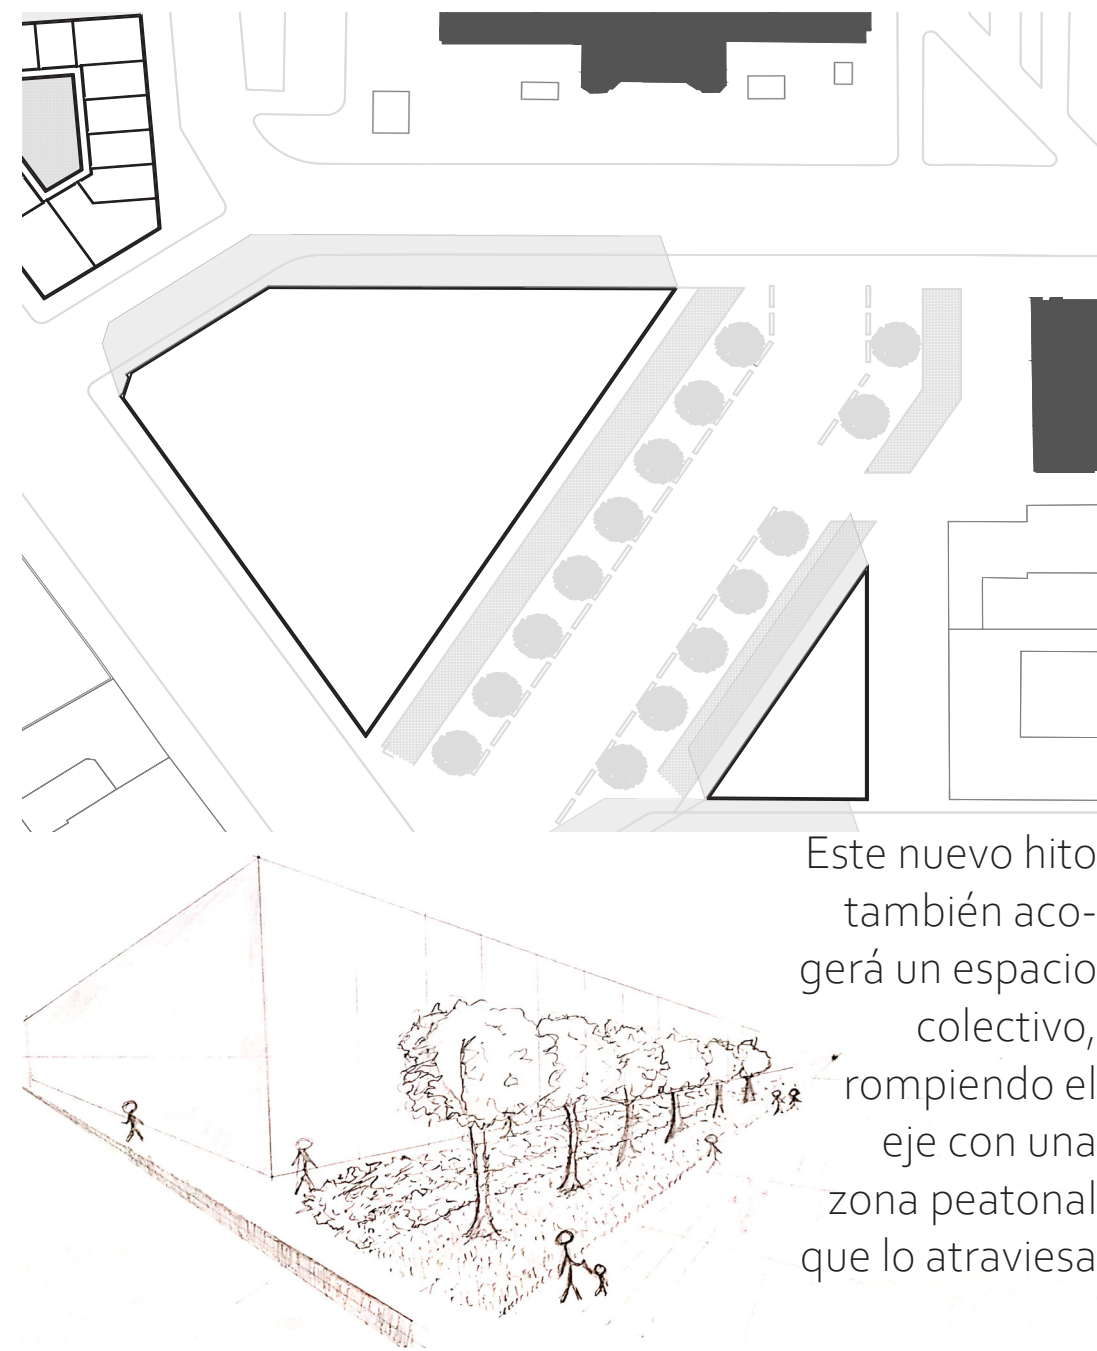 Este nuevo hito
también aco-
gerá un espacio
colectivo,
rompiendo el
eje con una
zona peatonal
que lo atraviesa